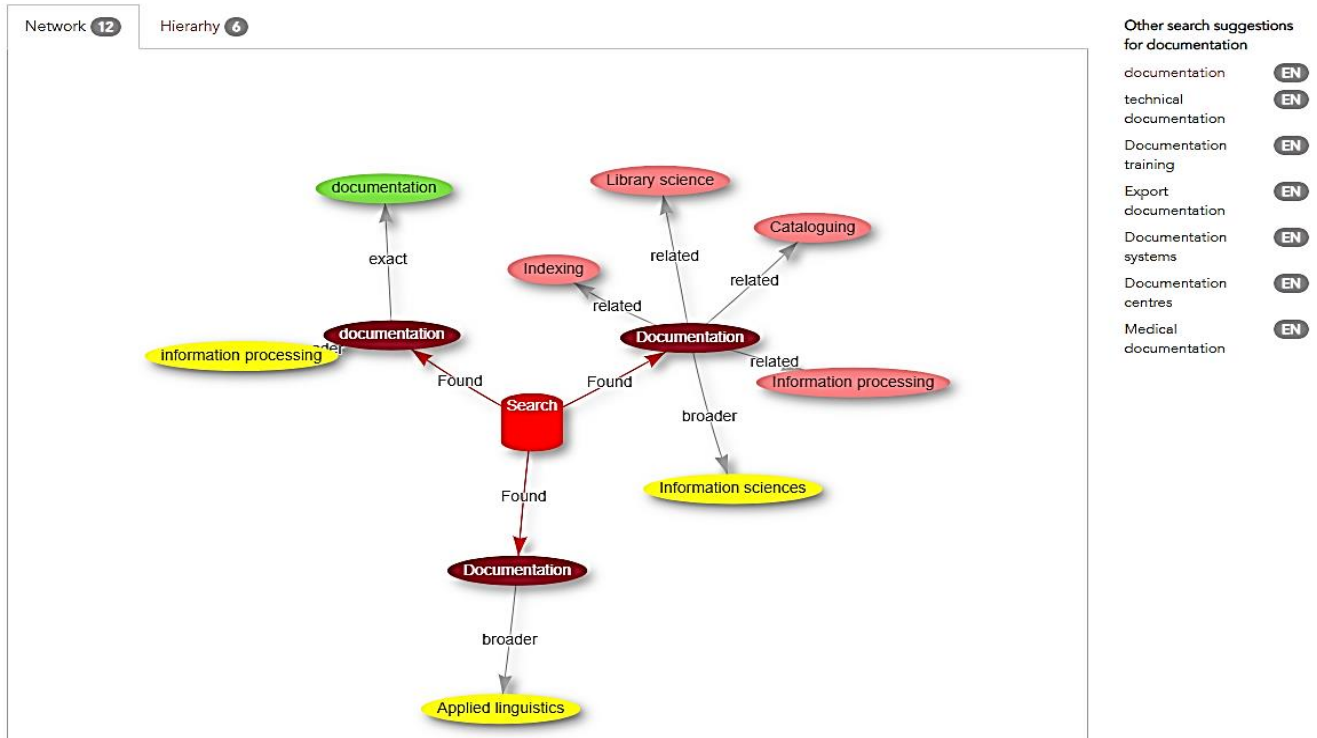 Network 12
Hierarhy 6
Other search suggestions
for documentation
documentation EN
technical EN
documentation
Documentation EN
training
Export EN
documentation
Documentation EN
systems
Documentation EN
centres
Medical EN
documentation
Library science
documentation
Cataloguing
related
exact
Indexing
related
related
documentation
Documentation
information processing
related
Found
Found
Information processing
Search
broader
Information sciences
Found
Documentation
broader
Applied linguistics